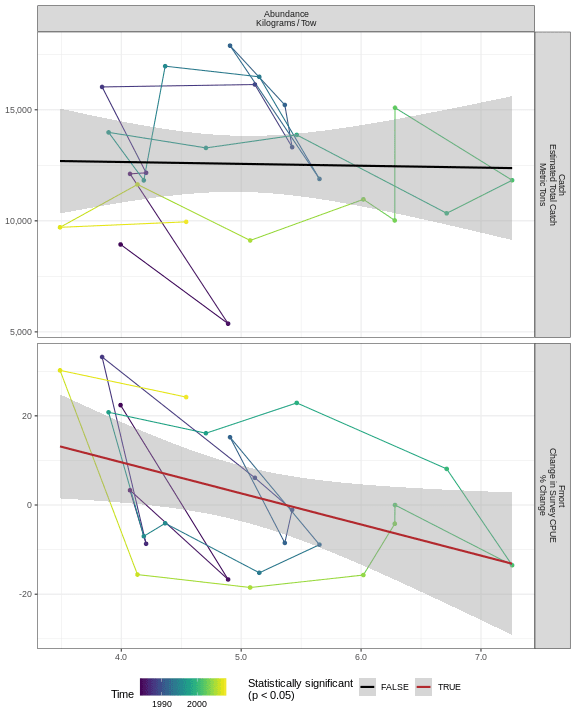 Abundance
Kilograms/Tow
15,000
10,000
5,000
Catch
Estimated Total Catch
Metric Tons
20
0
-20
Fmort
Change in Survey CPUE
% Change
4.0 5.0 6.0 7.0
Time
1990 2000
Statistically significant
(p < 0.05)
FALSE TRUE